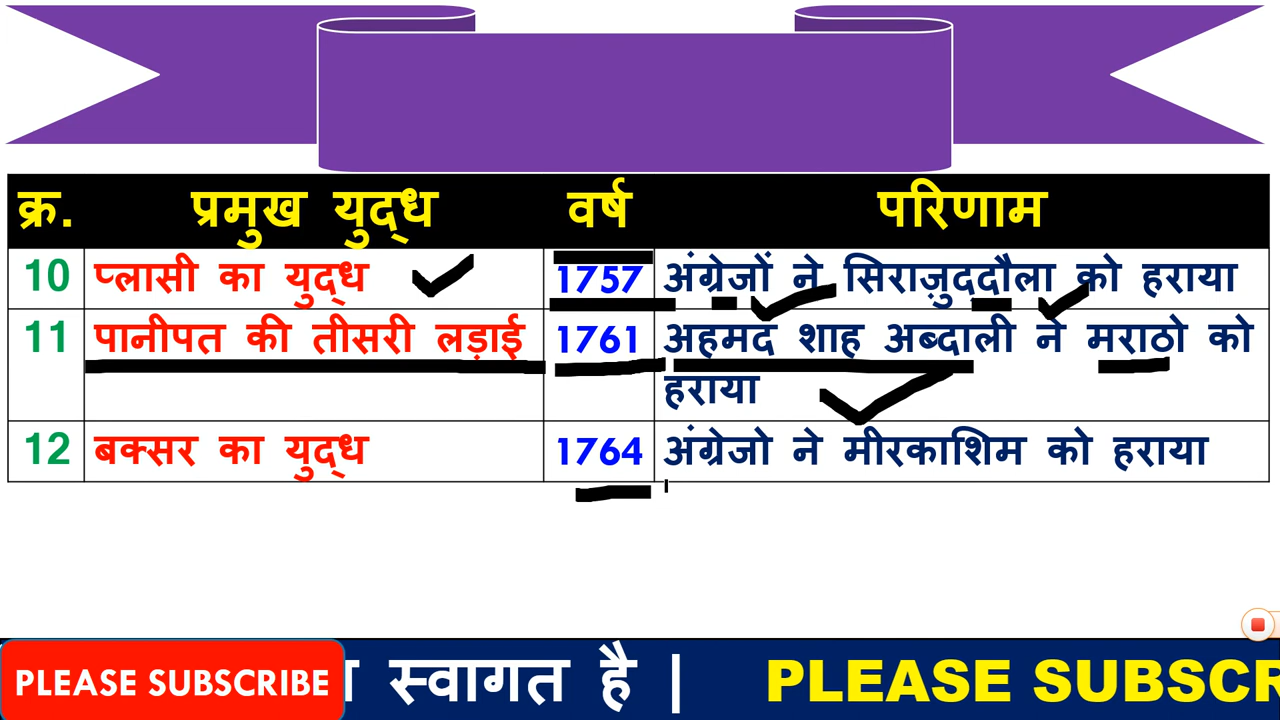 क्र. प्रमुख युद्ध वर्ष परिणाम
10 प्लासी का युद्ध 1757 अंग्रेजों ने सिराज़ुददौला को हराया
11 पानीपत की तीसरी लड़ाई 1761 अहमद शाह अब्दाली ने मराठो को
हराया
12 बक्सर का युद्ध 1764 अंग्रेजो ने मीरकाशिम को हराया
PLEASE SUBSCRIBE स्वागत है | PLEASE SUBSCR